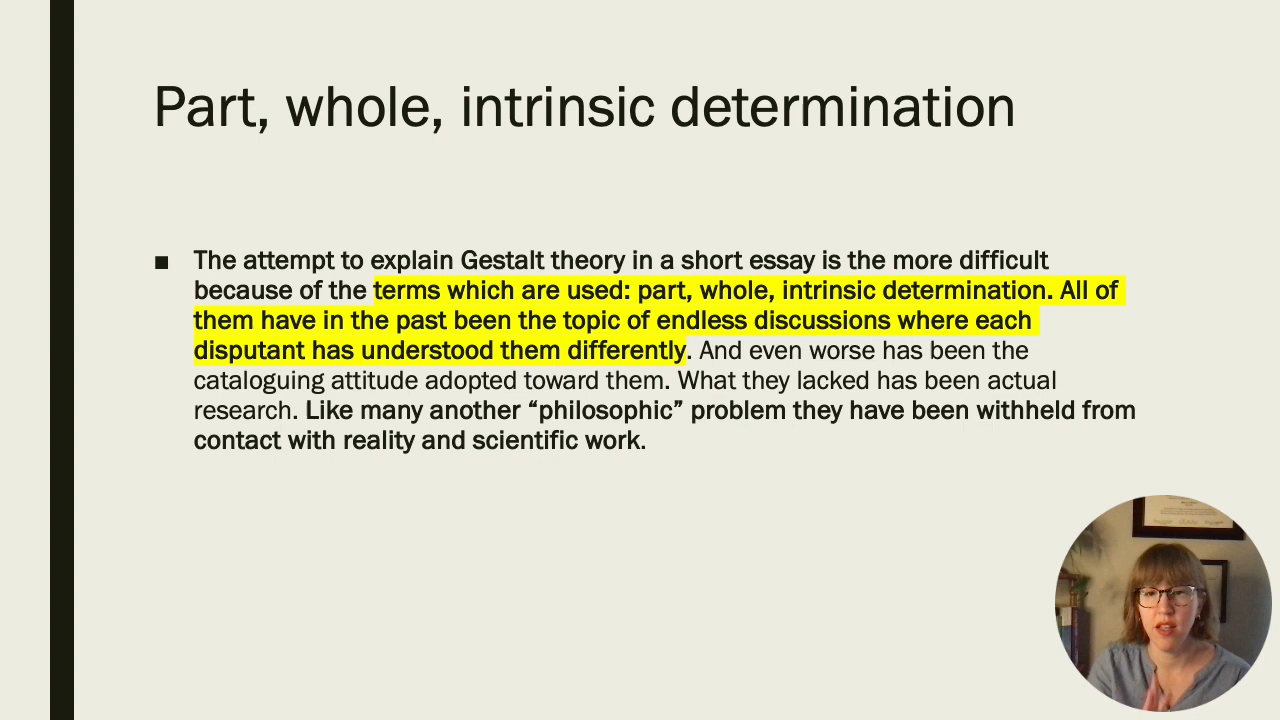 Part, whole, intrinsic determination
■ The attempt to explain Gestalt theory in a short essay is the more difficult
because of the terms which are used: part, whole, intrinsic determination. All of
them have in the past been the topic of endless discussions where each
disputant has understood them differently. And even worse has been the
cataloguing attitude adopted toward them. What they lacked has been actual
research. Like many another “philosophic” problem they have been withheld from
contact with reality and scientific work.